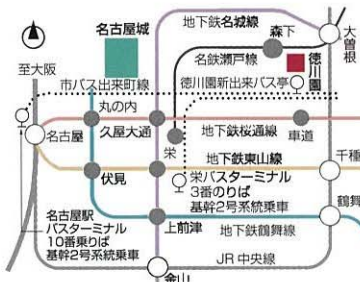 名古屋城
地下鉄名城線
森下
大曽根
名鉄瀬戸線
徳川園
至大阪
市バス出来町線
徳川園新出来バス亭
丸の内
名古屋
久屋大通
栄
地下鉄桜通線
車道
伏見
地下鉄東山線
千種
栄バスターミナル
3番のりば
基幹2号系統乗車
名古屋駅
バスターミナル
10番乗りば
基幹2号系統乗車
上前津
地下鉄鶴舞線
鶴舞
JR中央線
金山